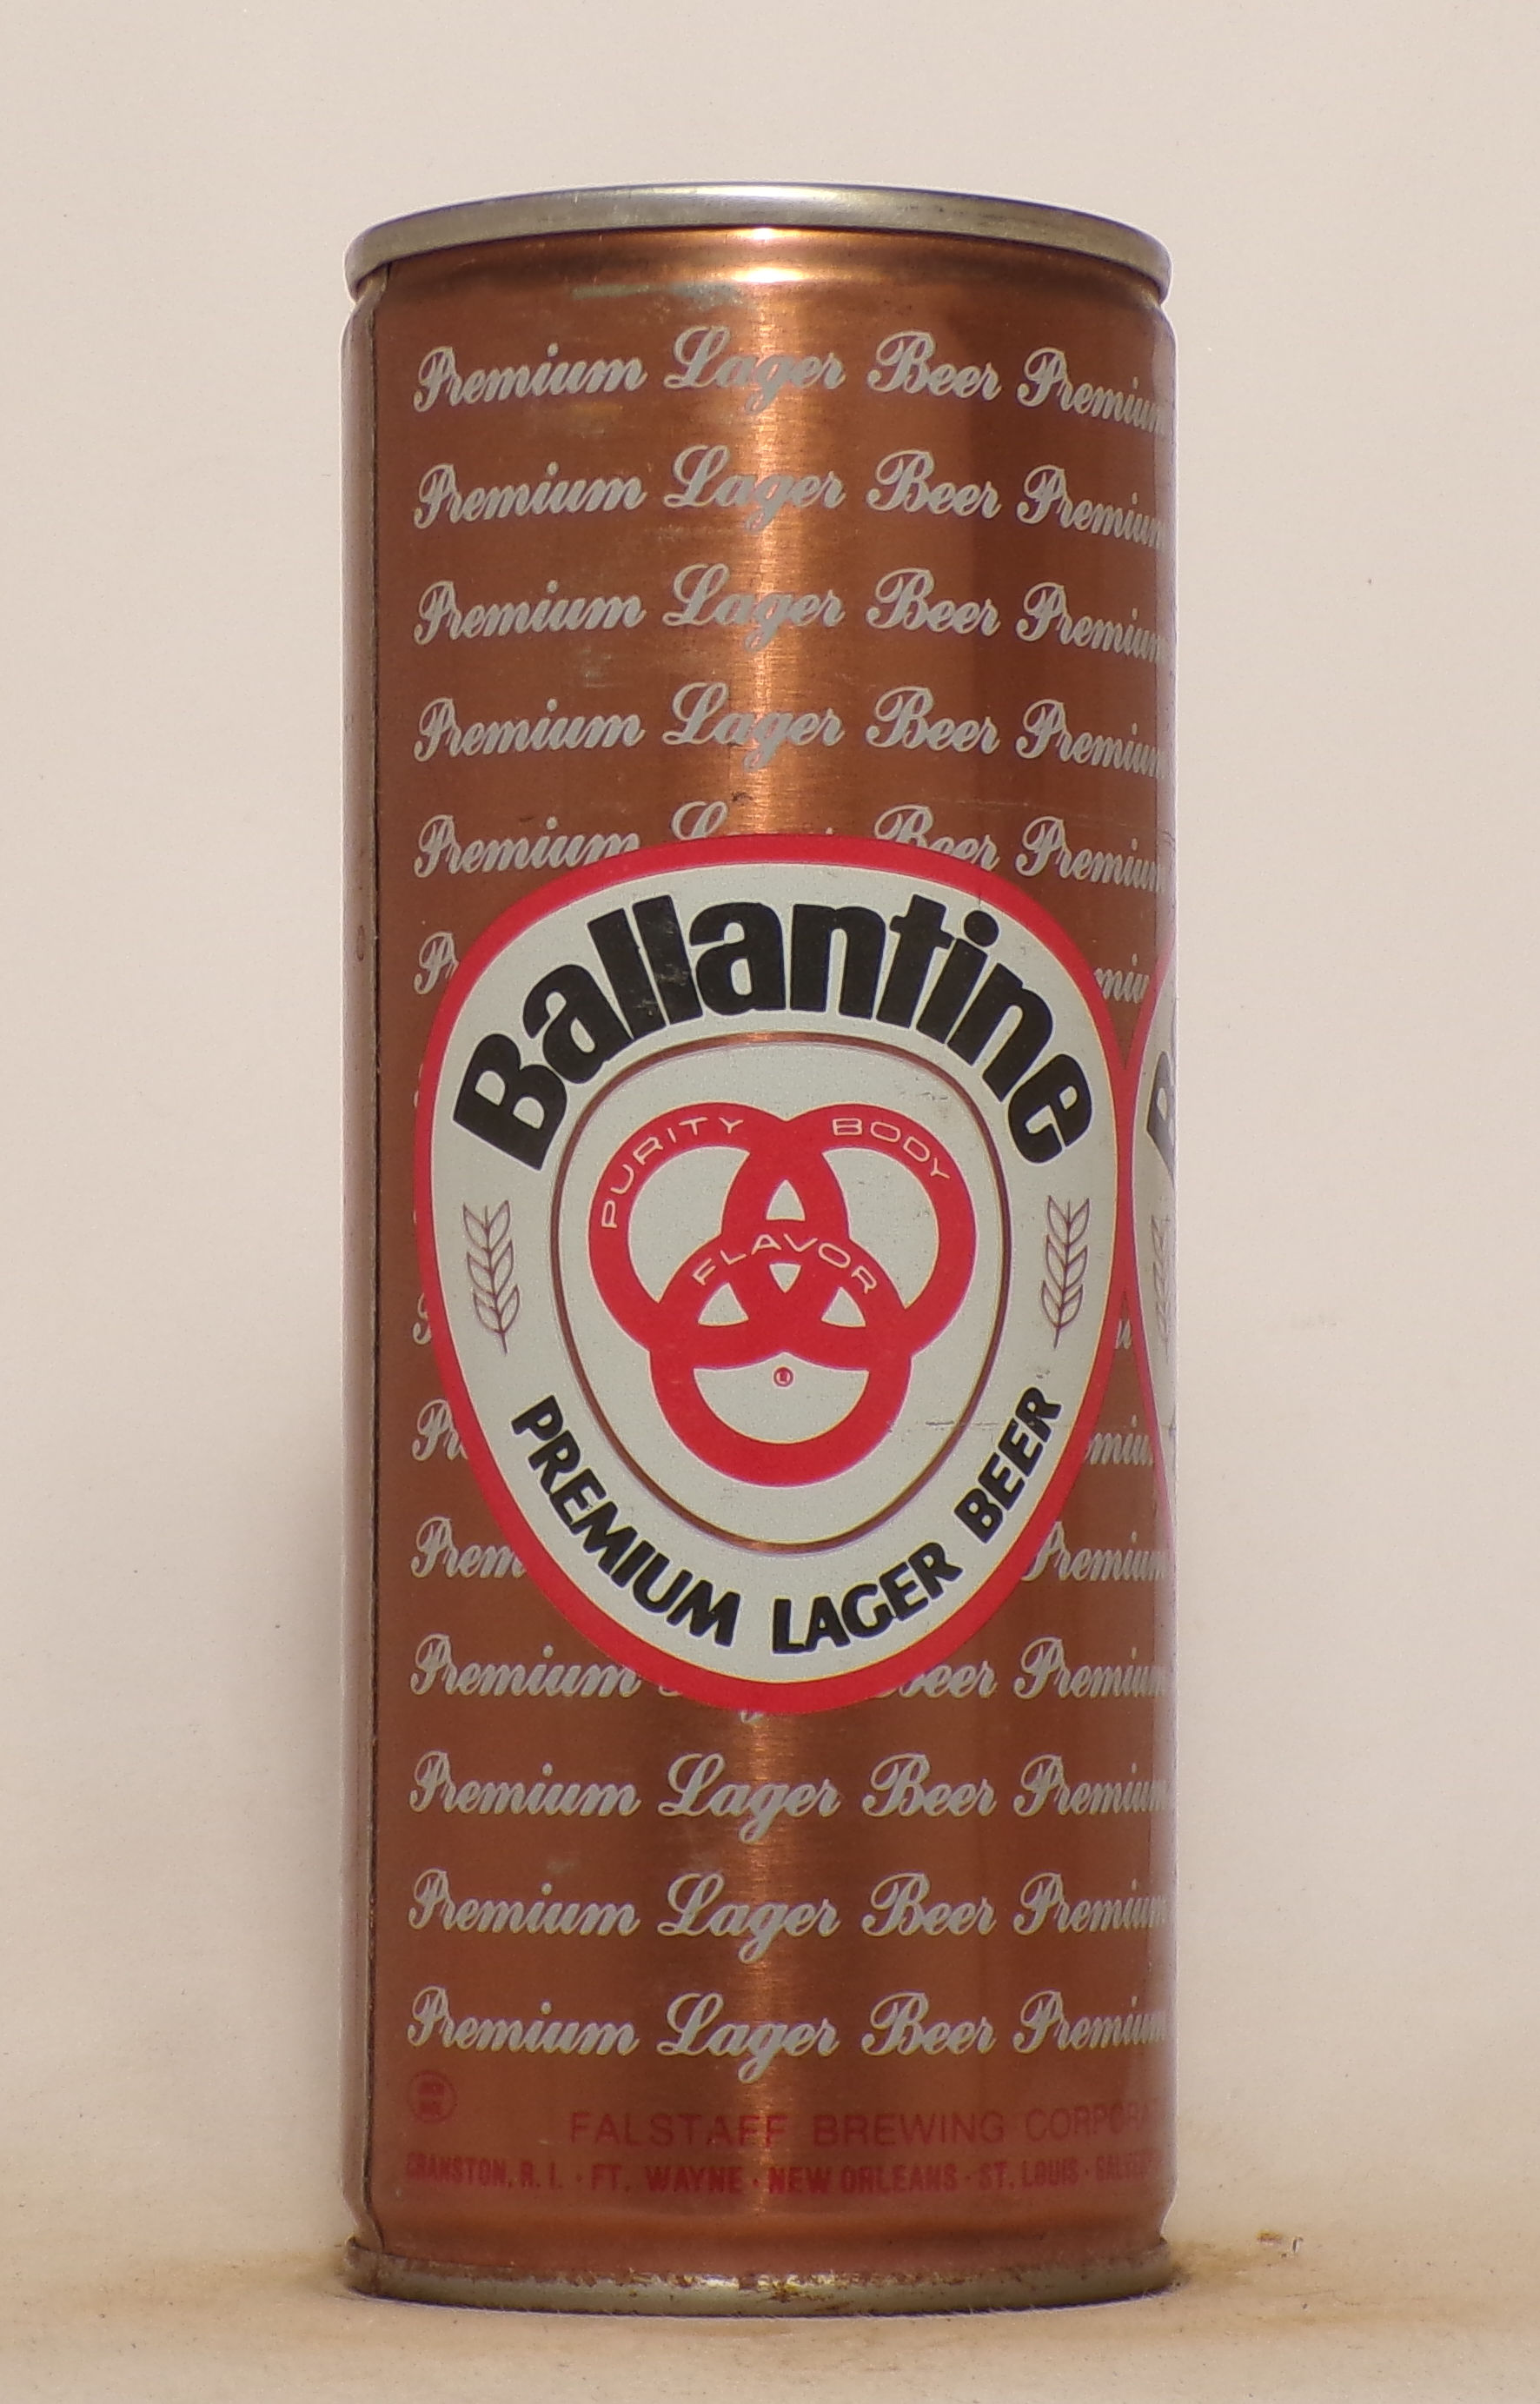 Premium Lager Beer Premium
Premium Lager Beer Premium
Premium Lager Beer Premium
Premium Lager Beer Premium
Premium Beer Premium
Ballantine
PURITY BODY
FLAVOR
PREMIUM LAGER BEER
Premium
Premium Beer Premium
Premium Lager Beer Premium
Premium Lager Beer Premium
Premium Lager Beer Premium
FALSTAFF BREWING CORPORA
CRANSTON, R. I. · FT. WAYNE · NEW ORLEANS · ST. LOUIS ·